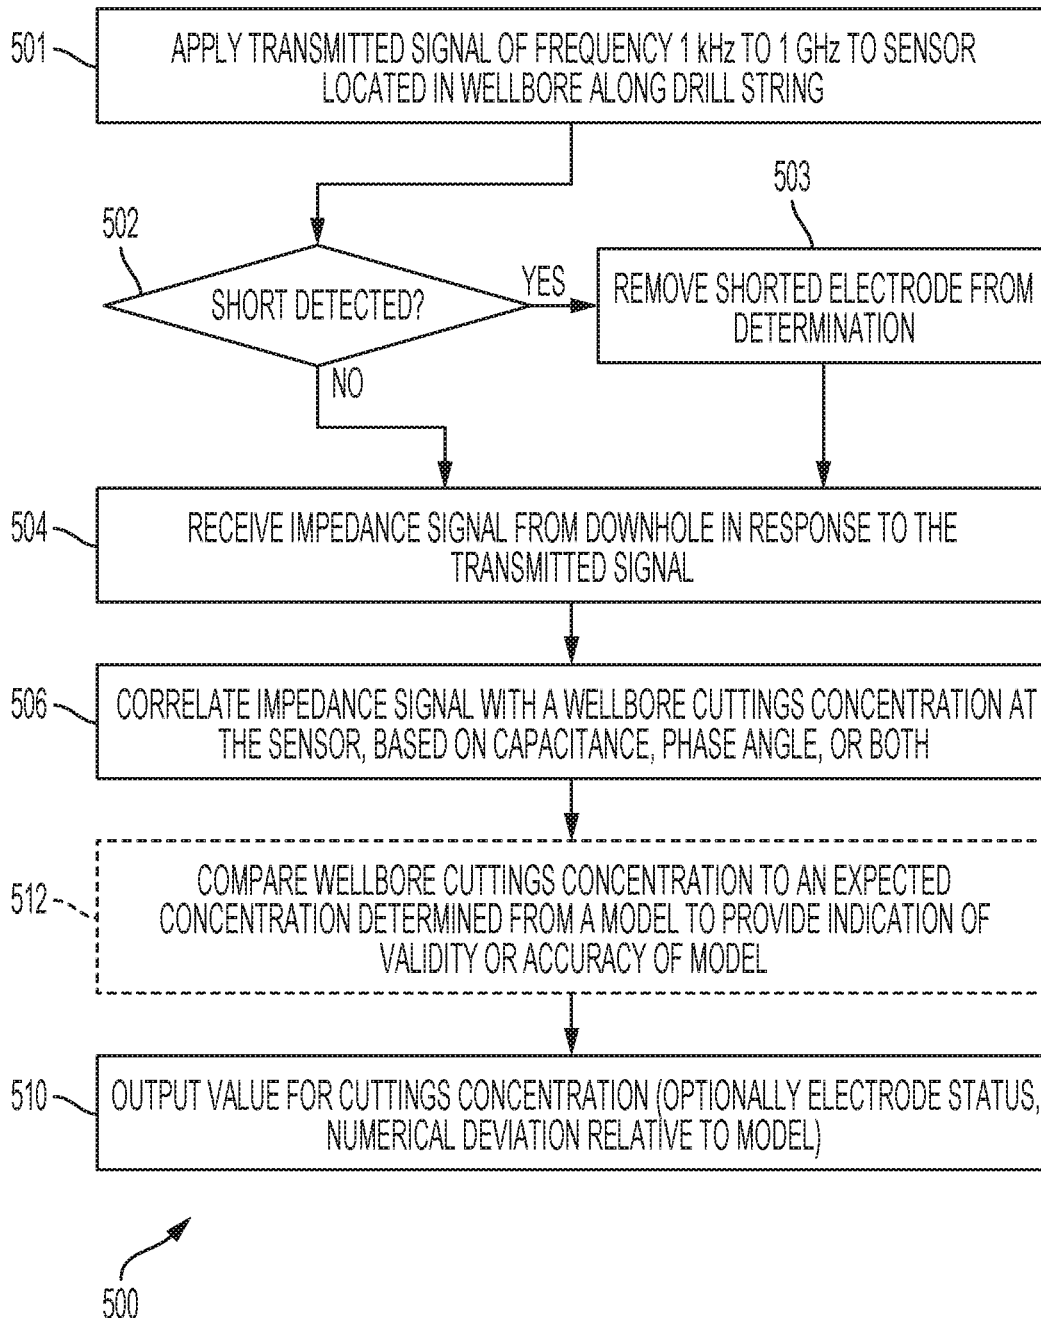 501
APPLY TRANSMITTED SIGNAL OF FREQUENCY 1 kHz TO 1 GHz TO SENSOR
LOCATED IN WELLBORE ALONG DRILL STRING
503
502
SHORT DETECTED?
YES
REMOVE SHORTED ELECTRODE FROM
DETERMINATION
NO
504
RECEIVE IMPEDANCE SIGNAL FROM DOWNHOLE IN RESPONSE TO THE
TRANSMITTED SIGNAL
506
CORRELATE IMPEDANCE SIGNAL WITH A WELLBORE CUTTINGS CONCENTRATION AT
THE SENSOR, BASED ON CAPACITANCE, PHASE ANGLE, OR BOTH
512
COMPARE WELLBORE CUTTINGS CONCENTRATION TO AN EXPECTED
CONCENTRATION DETERMINED FROM A MODEL TO PROVIDE INDICATION OF
VALIDITY OR ACCURACY OF MODEL
510
OUTPUT VALUE FOR CUTTINGS CONCENTRATION (OPTIONALLY ELECTRODE STATUS,
NUMERICAL DEVIATION RELATIVE TO MODEL)
500